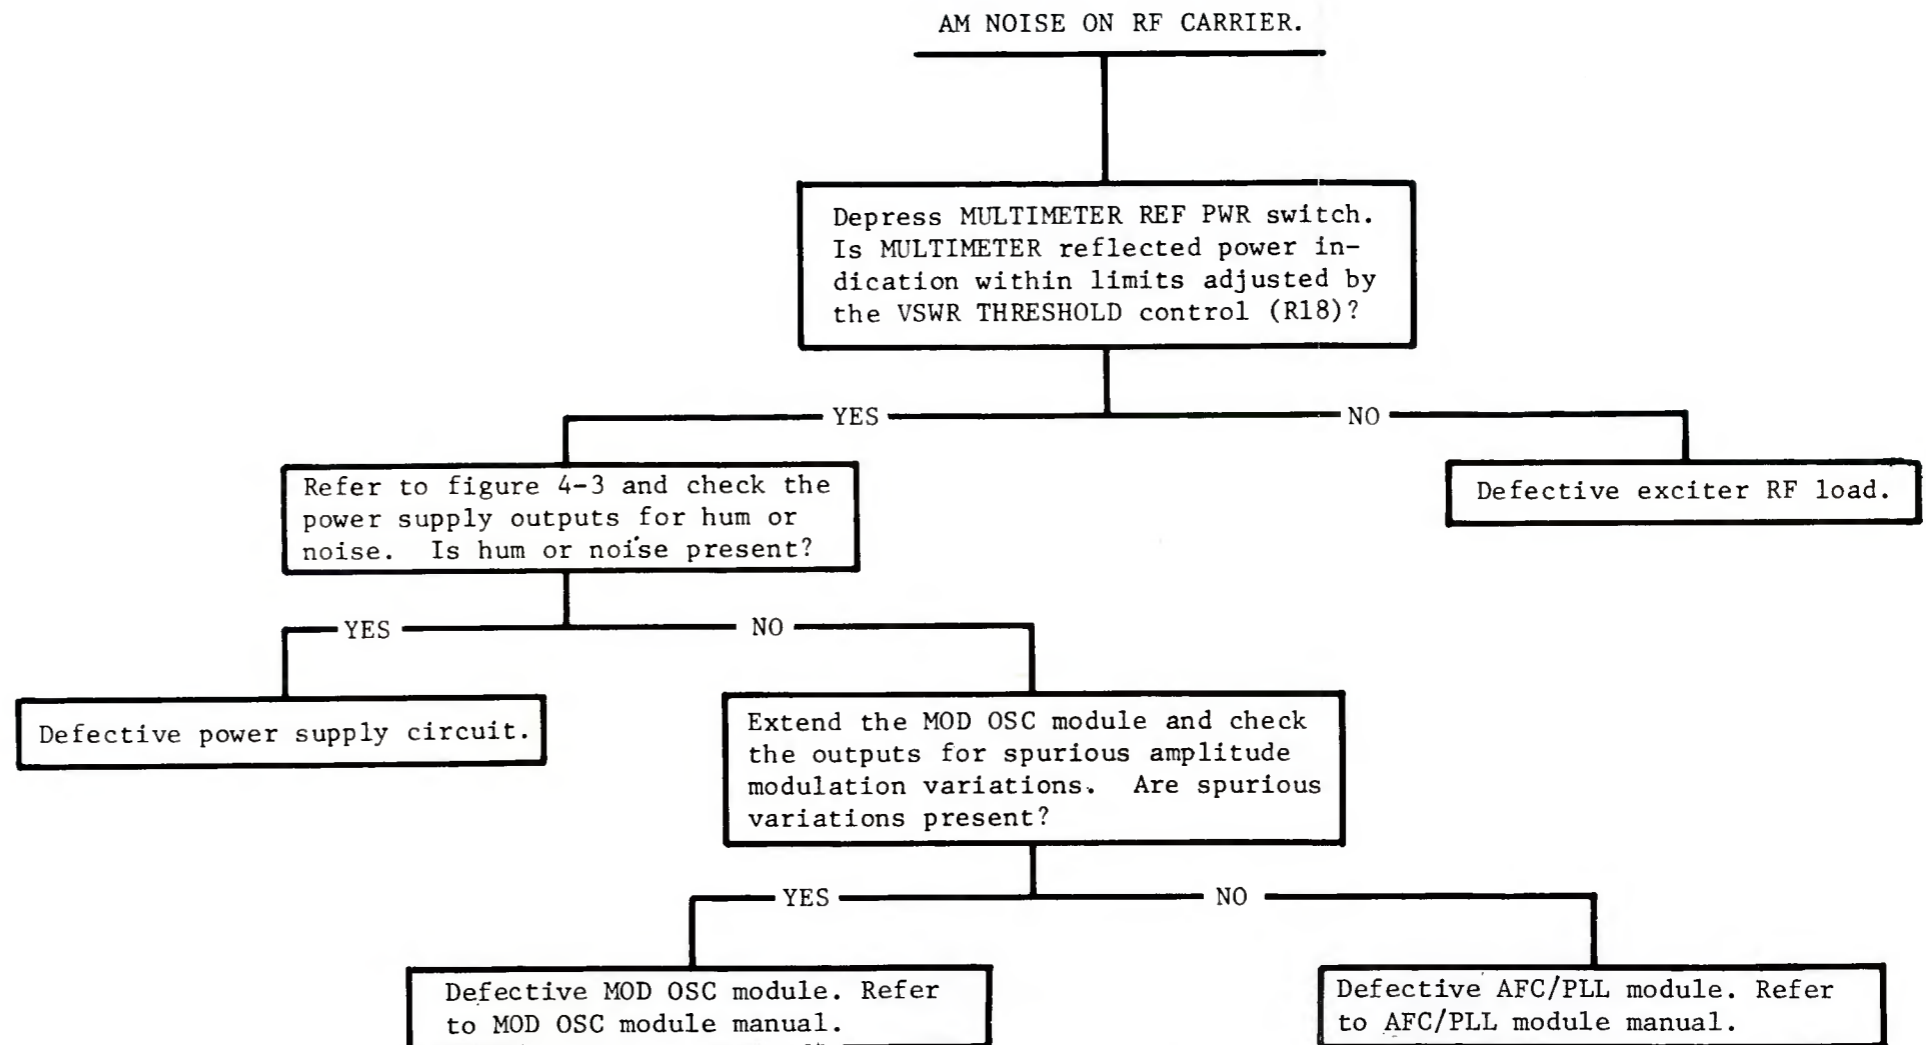 AM NOISE ON RF CARRIER.
Depress MULTIMETER REF PWR switch.
Is MULTIMETER reflected power in-
dication within limits adjusted by
the VSWR THRESHOLD control (R18)?
YES
NO
Refer to figure 4-3 and check the
power supply outputs for hum or
noise. Is hum or noise present?
Defective exciter RF load.
YES
NO
Defective power supply circuit.
Extend the MOD OSC module and check
the outputs for spurious amplitude
modulation variations. Are spurious
variations present?
YES
NO
Defective MOD OSC module. Refer
to MOD OSC module manual.
Defective AFC/PLL module. Refer
to AFC/PLL module manual.